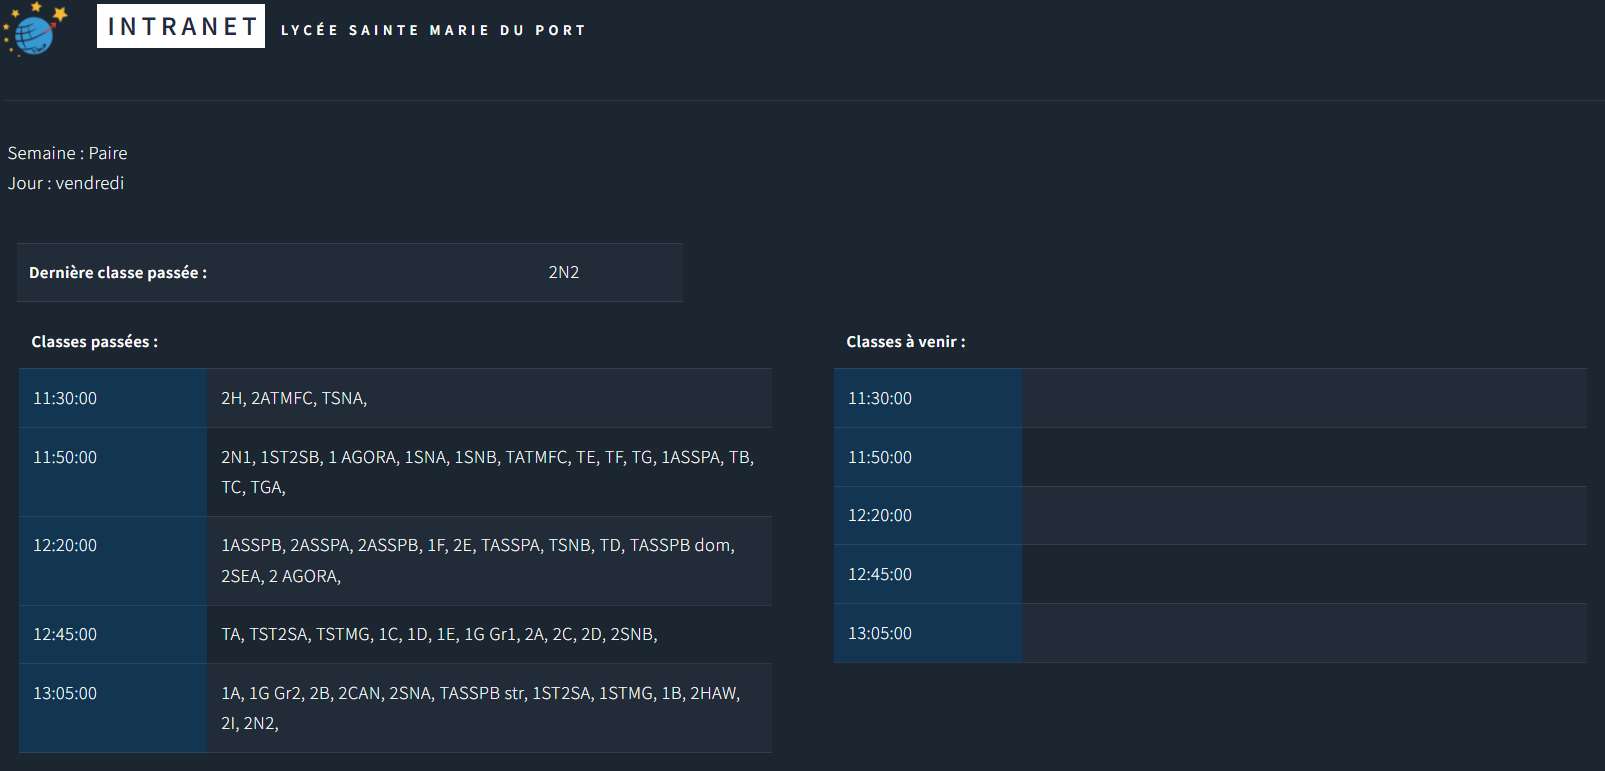 INTRANET LYCÉE SAINTE MARIE DU PORT
Semaine : Paire
Jour : vendredi
Dernière classe passée : 2N2
Classes passées :
11:30:00 2H, 2ATMFC, TSNA,
11:50:00 2N1, 1ST2SB, 1 AGORA, 1SNA, 1SNB, TATMFC, TE, TF, TG, 1ASSPA, TB,
TC, TGA,
12:20:00 1ASSPB, 2ASSPA, 2ASSPB, 1F, 2E, TASSPA, TSNB, TD, TASSPB dom,
2SEA, 2 AGORA,
12:45:00 TA, TST2SA, TSTMG, 1C, 1D, 1E, 1G Gr1, 2A, 2C, 2D, 2SNB,
13:05:00 1A, 1G Gr2, 2B, 2CAN, 2SNA, TASSPB str, 1ST2SA, 1STMG, 1B, 2HAW,
2I, 2N2,
Classes à venir :
11:30:00
11:50:00
12:20:00
12:45:00
13:05:00